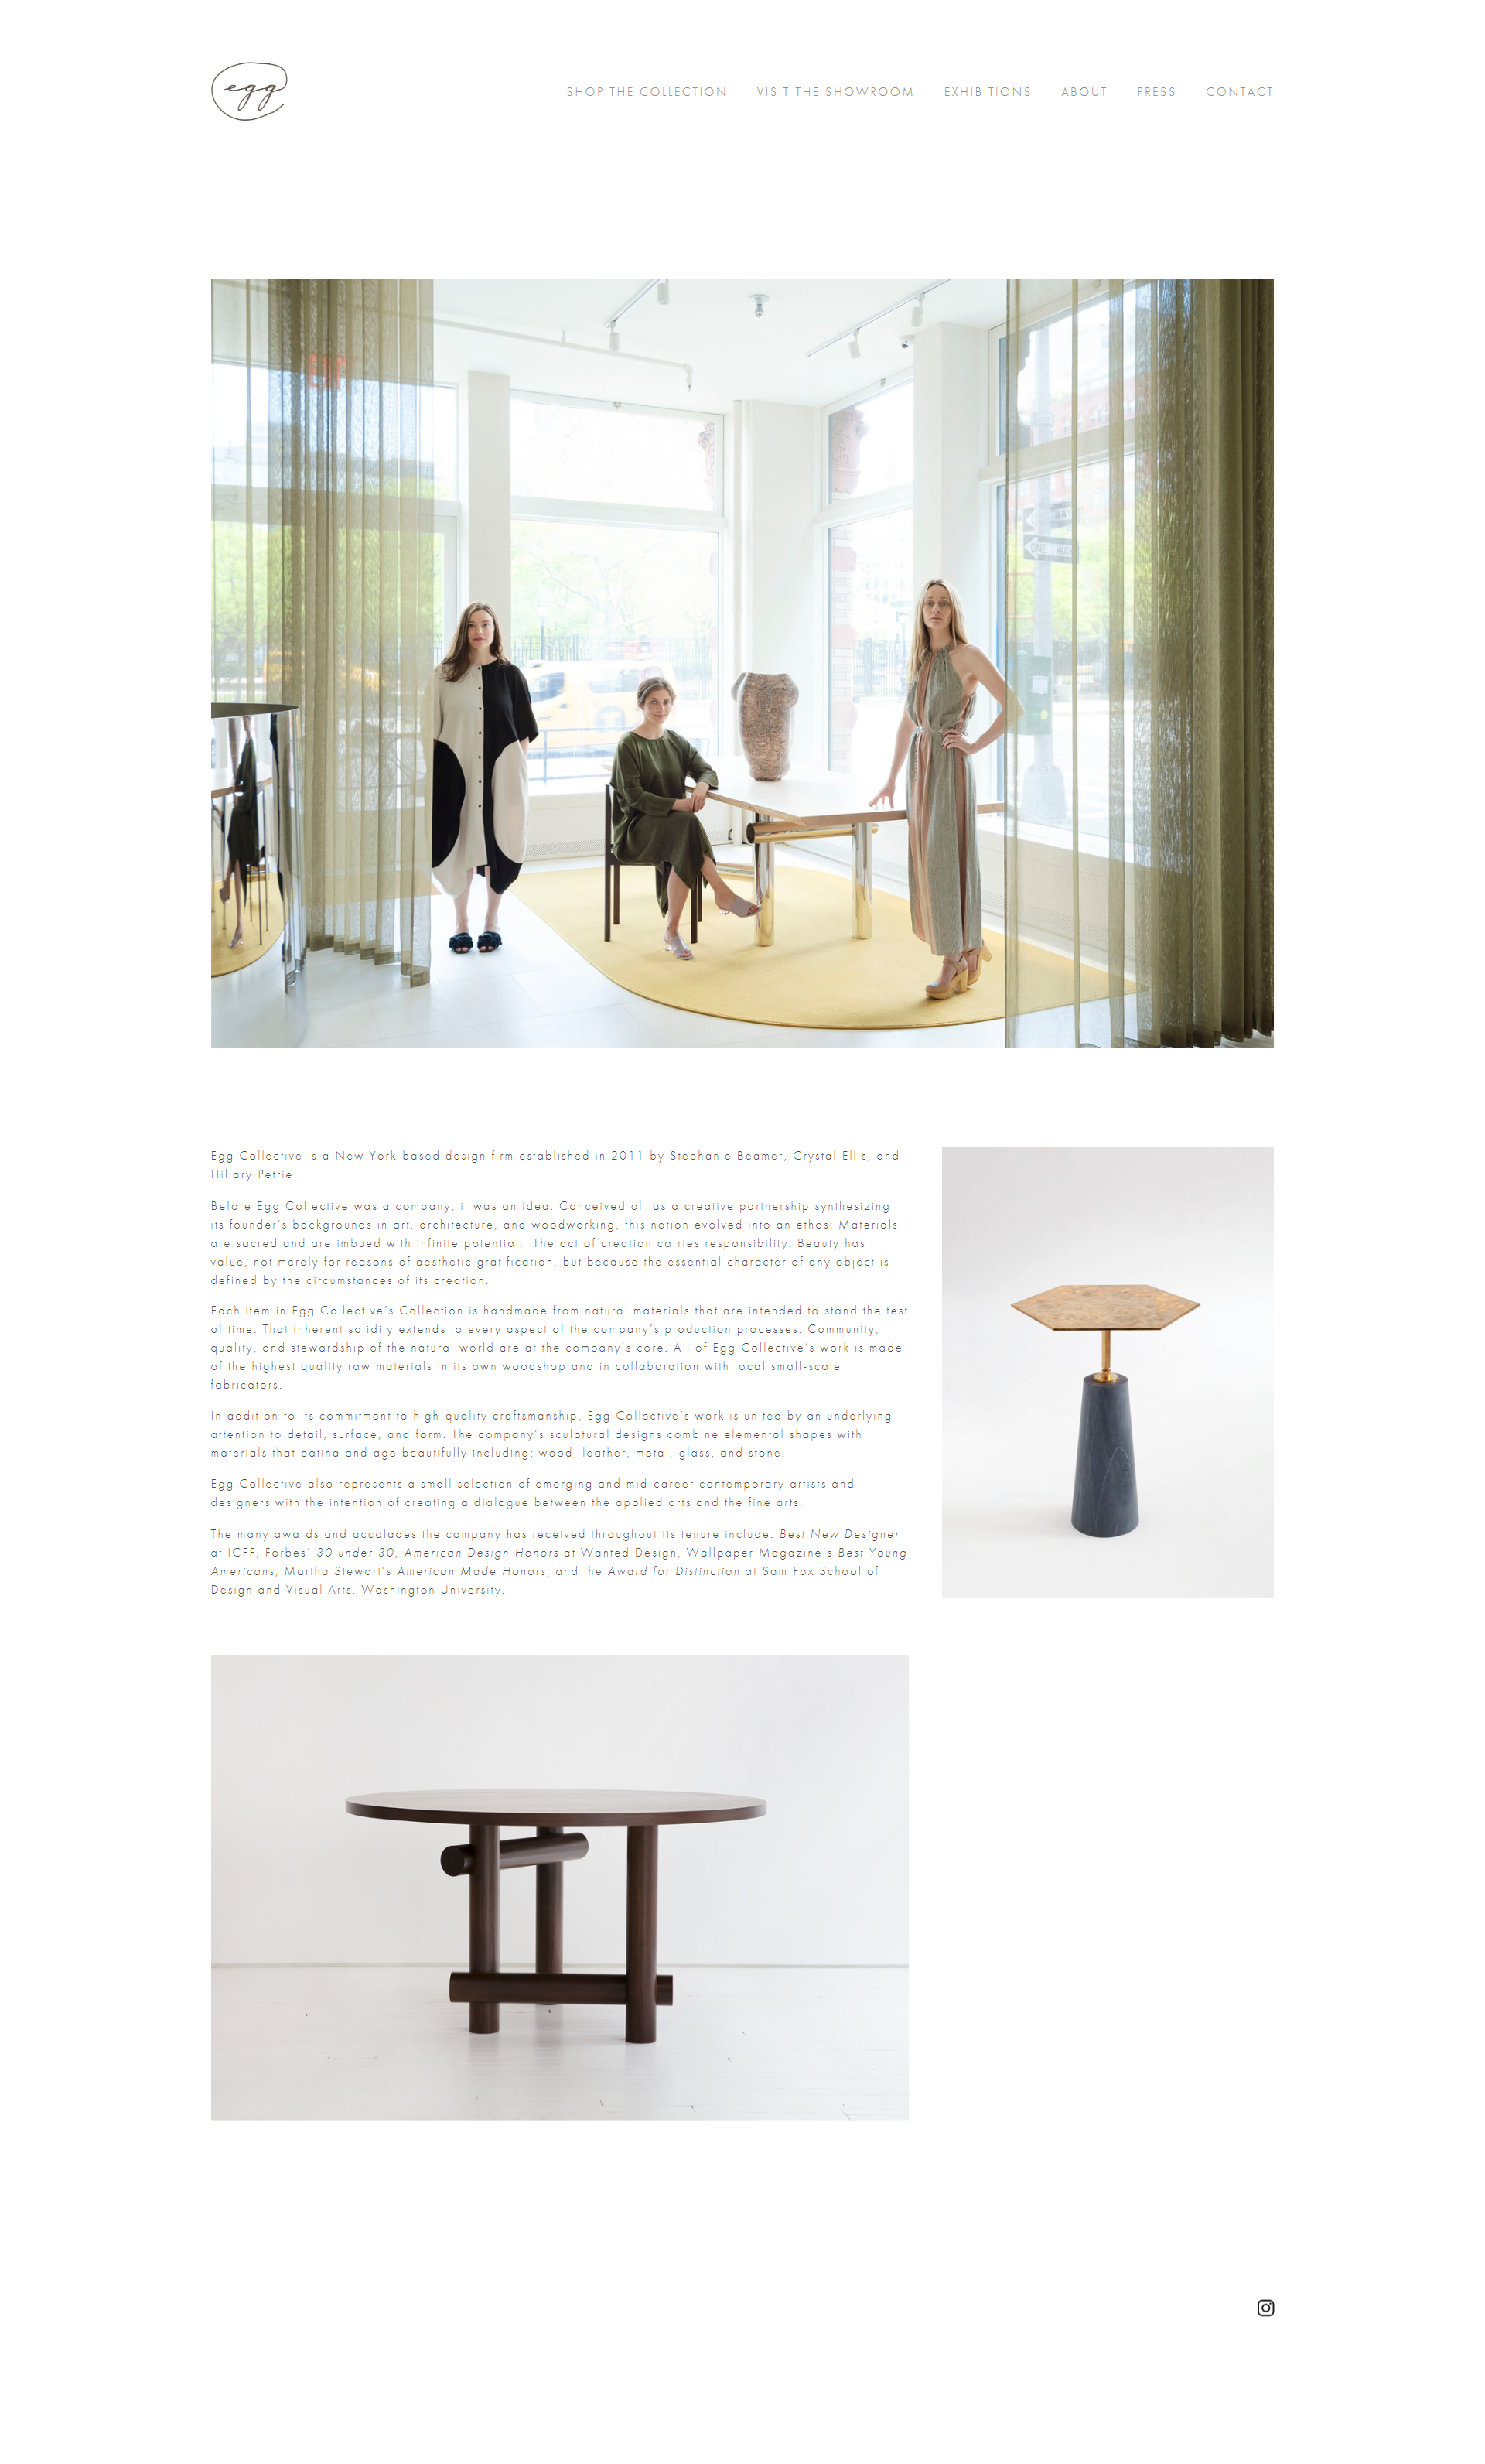 egg
SHOP THE COLLECTION VISIT THE SHOWROOM EXHIBITIONS ABOUT PRESS CONTACT
WAY
ONE WAY
Egg Collective is a New York-based design firm established in 2011 by Stephanie Beamer, Crystal Ellis, and
Hillary Petrie
Before Egg Collective was a company, it was an idea. Conceived of  as a creative partnership synthesizing
its founder’s backgrounds in art, architecture, and woodworking, this notion evolved into an ethos: Materials
are sacred and are imbued with infinite potential.  The act of creation carries responsibility. Beauty has
value, not merely for reasons of aesthetic gratification, but because the essential character of any object is
defined by the circumstances of its creation.
Each item in Egg Collective’s Collection is handmade from natural materials that are intended to stand the test
of time. That inherent solidity extends to every aspect of the company’s production processes. Community,
quality, and stewardship of the natural world are at the company’s core. All of Egg Collective’s work is made
of the highest quality raw materials in its own woodshop and in collaboration with local small-scale
fabricators.
In addition to its commitment to high-quality craftsmanship, Egg Collective’s work is united by an underlying
attention to detail, surface, and form. The company’s sculptural designs combine elemental shapes with
materials that patina and age beautifully including: wood, leather, metal, glass, and stone.
Egg Collective also represents a small selection of emerging and mid-career contemporary artists and
designers with the intention of creating a dialogue between the applied arts and the fine arts.
The many awards and accolades the company has received throughout its tenure include: Best New Designer
at ICFF, Forbes’ 30 under 30, American Design Honors at Wanted Design, Wallpaper Magazine’s Best Young
Americans, Martha Stewart’s American Made Honors, and the Award for Distinction at Sam Fox School of
Design and Visual Arts, Washington University.